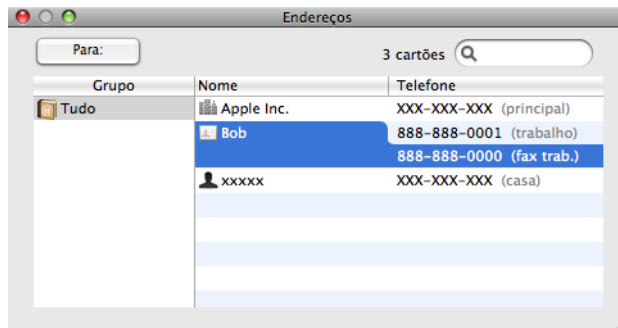 Endereços
Para:
3 cartões
Grupo Nome Telefone
Tudo Apple Inc. XXX-XXX-XXX (principal)
Bob 888-888-0001 (trabalho)
888-888-0000 (fax trab.)
xxxxx XXX-XXX-XXX (casa)